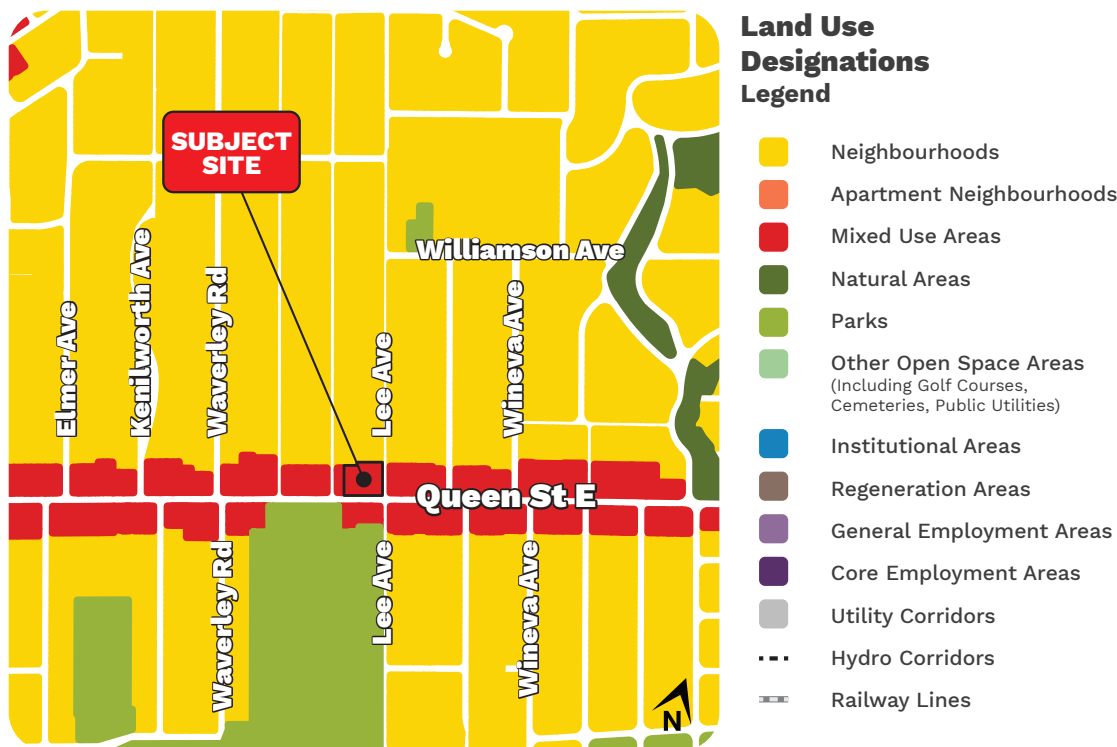 SUBJECT
SITE
Williamson Ave
Elmer Ave
Kenilworth Ave
Waverley Rd
Lee Ave
Wineva Ave
Queen St E
Waverley Rd
Lee Ave
Wineva Ave
N
Land Use
Designations
Legend
Neighbourhoods
Apartment Neighbourhoods
Mixed Use Areas
Natural Areas
Parks
Other Open Space Areas
(Including Golf Courses,
Cemeteries, Public Utilities)
Institutional Areas
Regeneration Areas
General Employment Areas
Core Employment Areas
Utility Corridors
Hydro Corridors
Railway Lines